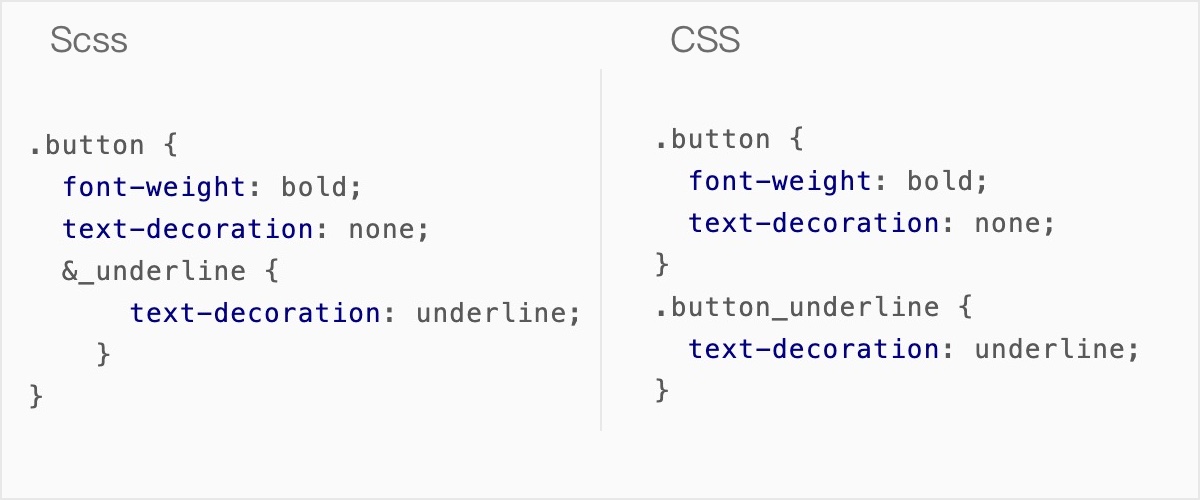 Scss
.button {
  font-weight: bold;
  text-decoration: none;
  &_underline {
      text-decoration: underline;
    }
}
CSS
.button {
  font-weight: bold;
  text-decoration: none;
}
.button_underline {
  text-decoration: underline;
}